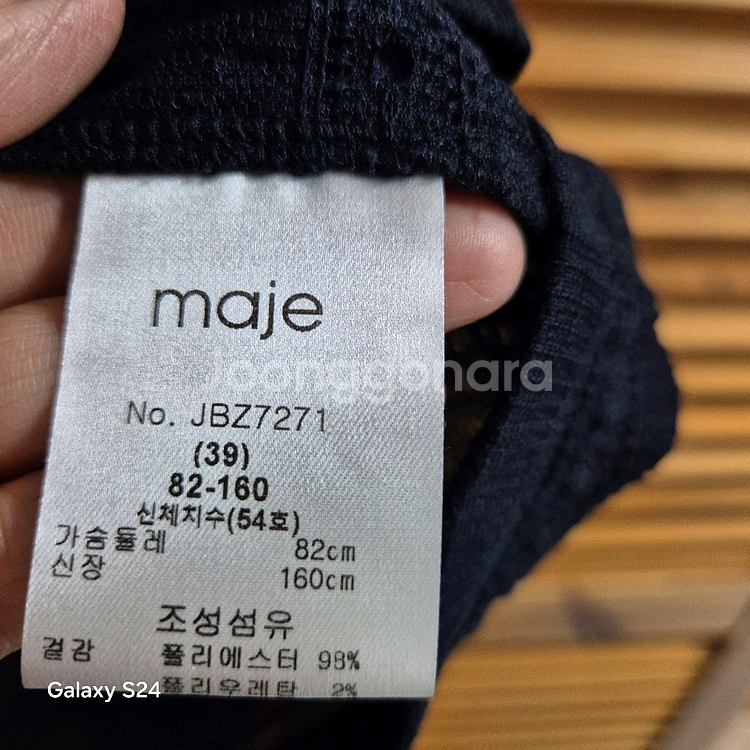 maje
Joonggonara
No. JBZ7271
(39)
82-160
신체치수(54호)
가슴둘레 82cm
신장 160cm
조성섬유
겉감 폴리에스터 98%
폴리우레탄 2%
Galaxy S24